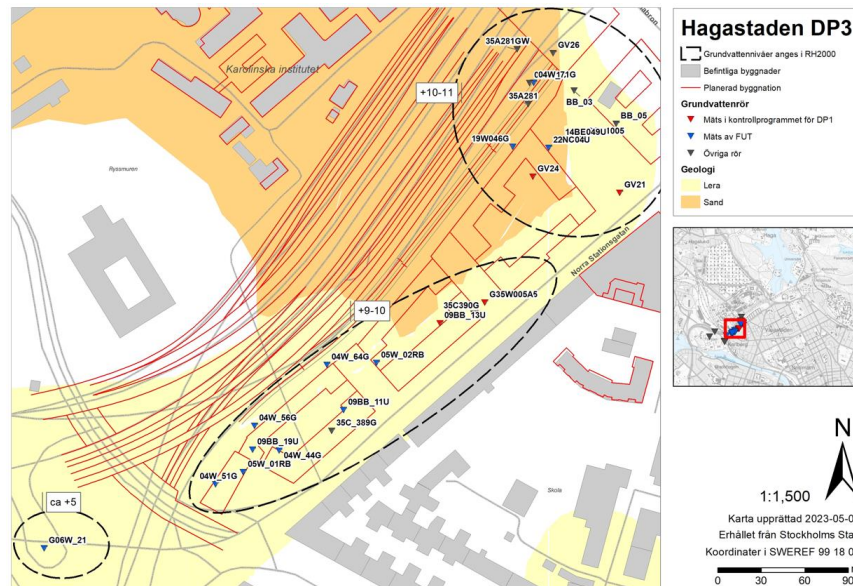 Hagastaden DP3
Grundvattennivåer anges i RH2000
Befintliga byggnader
Planerad byggnation
Grundvattenrör
Mäts i kontrollprogrammet för DP1
Mäts av FUT
Övriga rör
Geologi
Lera
Sand
Karolinska institutet
Ryssmuren
+10-11
35A281GW
GV26
35A281
BB_03
BB_05
19W046G
14BE049U
1005
22NC04U
GV24
GV21
Norra Stationsgatan
+9-10
G35W005A5
35C390G
09BB_13U
04W_64G
05W_02RB
09BB_11U
04W_56G
35C_389G
09BB_19U
04W_44G
05W_01RB
04W_51G
ca +5
G06W_21
Skola
N
1:1,500
Karta upprättad 2023-05-0
Erhållet från Stockholms Sta
Koordinater i SWEREF 99 18 0
0 30 60